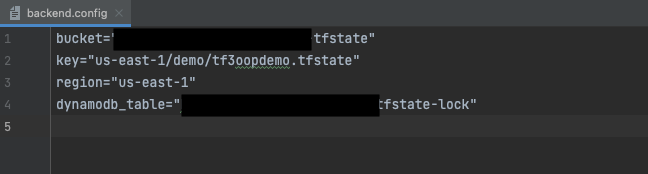 backend.config
1 bucket="tfstate"
2 key="us-east-1/demo/tf3oopdemo.tfstate"
3 region="us-east-1"
4 dynamodb_table="tfstate-lock"
5